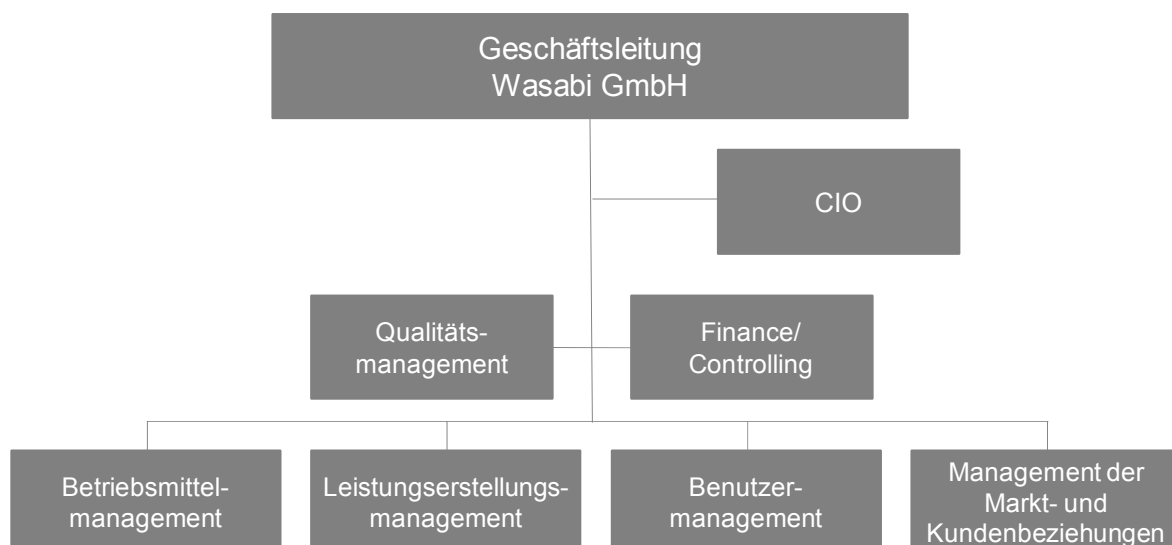 Geschäftsleitung
Wasabi GmbH
CIO
Qualitäts-
management
Finance/
Controlling
Betriebsmittel-
management
Leistungserstellungs-
management
Benutzer-
management
Management der
Markt- und
Kundenbeziehungen